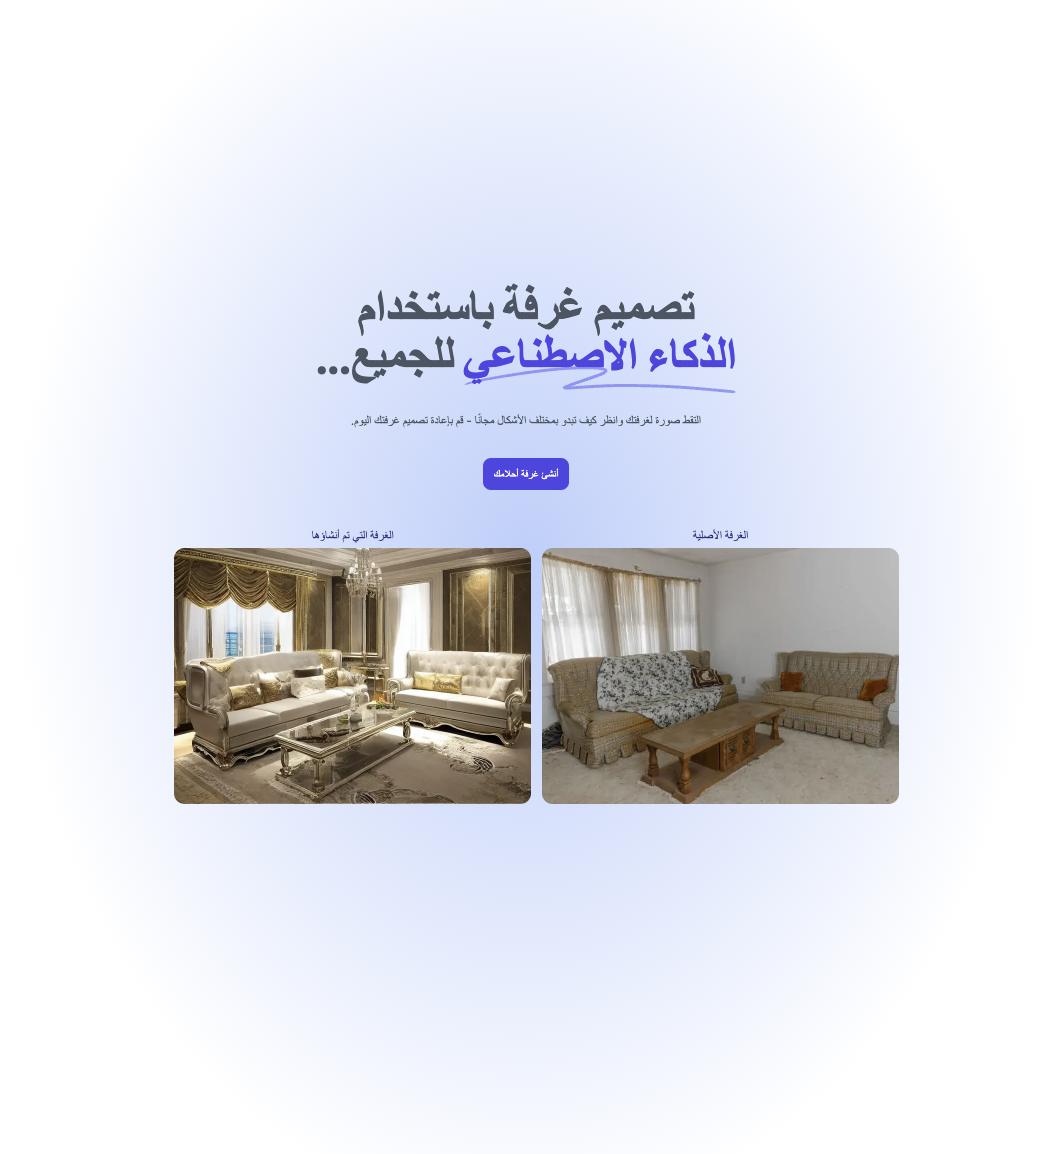 تصميم غرفة باستخدام
الذكاء الاصطناعي للجميع...
التقط صورة لغرفتك وانظر كيف تبدو بمختلف الأشكال مجانًا - قم بإعادة تصميم غرفتك اليوم.
أنشئ غرفة أحلامك
الغرفة الأصلية
الغرفة التي تم أنشاؤها